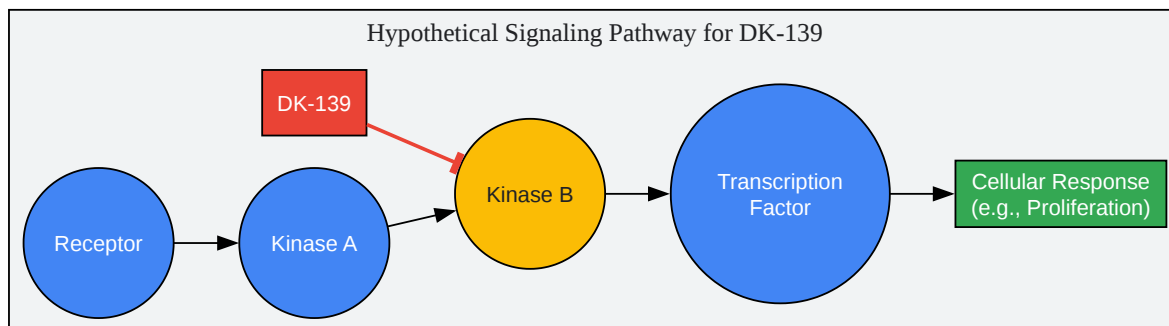 Hypothetical Signaling Pathway for DK-139
DK-139
Receptor
Kinase A
Kinase B
Transcription
Factor
Cellular Response
(e.g., Proliferation)